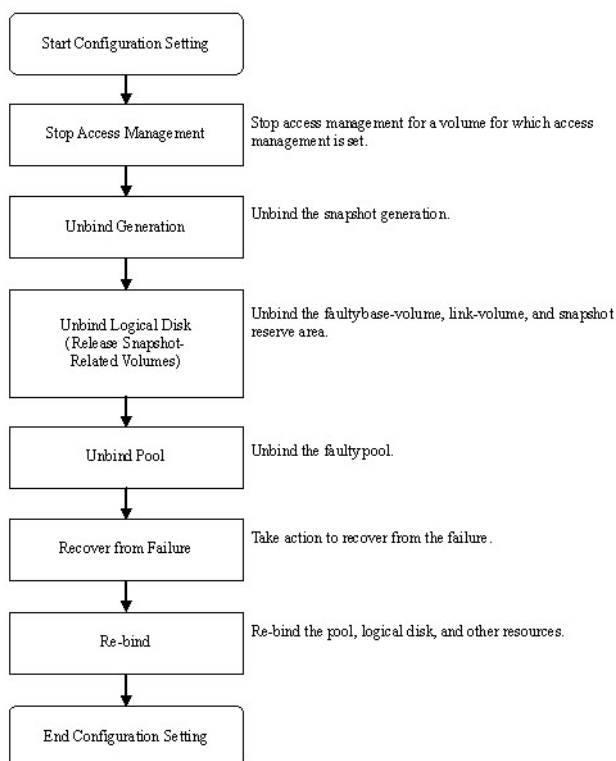 Start Configuration Setting
Stop Access Management
Stop access management for a volume for which access
management is set.
Unbind Generation
Unbind the snapshot generation.
Unbind Logical Disk
(Release Snapshot-
Related Volumes)
Unbind the faultybase-volume, link-volume, and snapshot
reserve area.
Unbind Pool
Unbind the faultypool.
Recover from Failure
Take action to recover from the failure.
Re-bind
Re-bind the pool, logical disk, and other resources.
End Configuration Setting